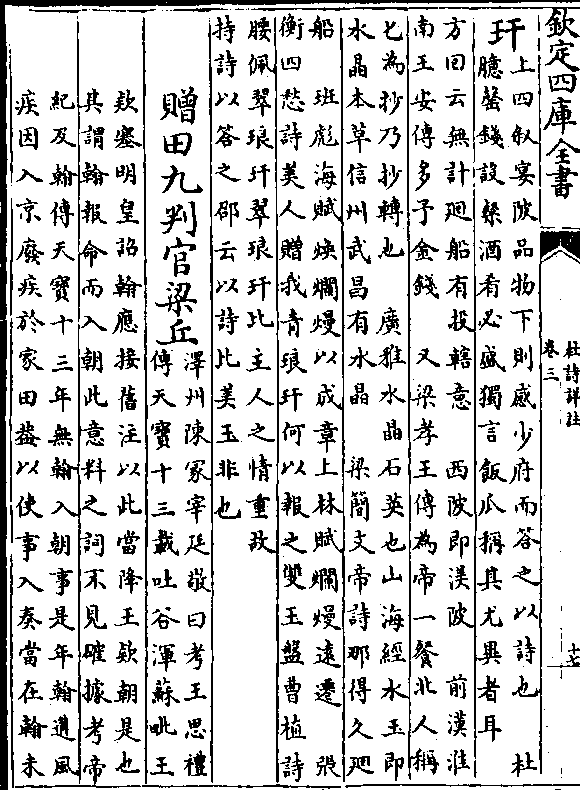 欽定四庫全書
杜詩詳註
卷三
十七
玕
上四叙宴陂品物下則感少府而答之以詩也　杜
臆罄錢設槩酒肴必盛獨言飯瓜稱其尤異者耳
方回云無計廻船有投轄意　西陂即渼陂　前漢淮
南王安傳多予金錢　又梁孝王傳為帝一餐北人稱
匕為抄乃抄轉也　廣雅水晶石英也山海經水玉即
水晶本草信州武昌有水晶　梁簡文帝詩那得久廻
船　班彪海賦焕爛熳以成章上林賦爛熳遠遷　張
衡四愁詩美人贈我青琅玕何以報之雙玉盤曹植詩
腰佩翠琅玕翠琅玕比主人之情重故
持詩以答之邵云以詩比美玉非也
贈田九判官梁丘
澤州陳冡宰廷敬曰考王思禮
傳天寶十三載吐谷渾蘇毗王
欵塞明皇詔翰應接舊注以此當降王欵朝是也
其謂翰報命而入朝此意料之詞不見確據考帝
紀及翰傳天寶十三年無翰入朝事是年翰遘風
疾因入京廢疾於家田葢以使事入奏當在翰未